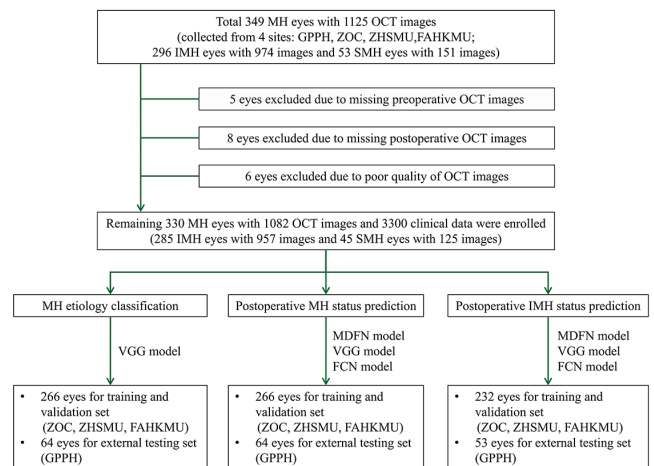 Total 349 MH eyes with 1125 OCT images
(collected from 4 sites: GPPH, ZOC, ZHSMU,FAHKMU;
296 IMH eyes with 974 images and 53 SMH eyes with 151 images)
5 eyes excluded due to missing preoperative OCT images
8 eyes excluded due to missing postoperative OCT images
6 eyes excluded due to poor quality of OCT images
Remaining 330 MH eyes with 1082 OCT images and 3300 clinical data were enrolled
(285 IMH eyes with 957 images and 45 SMH eyes with 125 images)
MH etiology classification
VGG model
• 266 eyes for training and
validation set
(ZOC, ZHSMU, FAHKMU)
• 64 eyes for external testing set
(GPPH)
Postoperative MH status prediction
MDFN model
VGG model
FCN model
• 266 eyes for training and
validation set
(ZOC, ZHSMU, FAHKMU)
• 64 eyes for external testing set
(GPPH)
Postoperative IMH status prediction
MDFN model
VGG model
FCN model
• 232 eyes for training and
validation set
(ZOC, ZHSMU, FAHKMU)
• 53 eyes for external testing set
(GPPH)